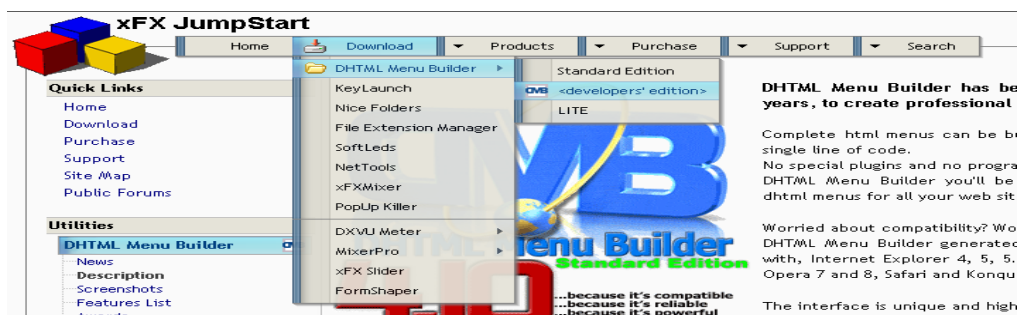 xFX JumpStart
Home Download Products Purchase Support Search
Quick Links
Home
Download
Purchase
Support
Site Map
Public Forums
Utilities
DHTML Menu Builder
News
Description
Screenshots
Features List
DHTML Menu Builder
KeyLaunch
Nice Folders
File Extension Manager
SoftLeds
NetTools
xFXMixer
PopUp Killer
DXVU Meter
MixerPro
xFX Slider
FormShaper
Standard Edition
DMB <developers' edition>
LITE
DMB
DHTML Menu Builder
Standard Edition
...because it's compatible
...because it's reliable
...because it's powerful
DHTML Menu Builder has be
years, to create professional
Complete html menus can be bu
single line of code.
No special plugins and no progra
DHTML Menu Builder you'll be
dhtml menus for all your web sit
Worried about compatibility? Wo
DHTML Menu Builder generated
with, Internet Explorer 4, 5, 5.
Opera 7 and 8, Safari and Konqu
The interface is unique and high